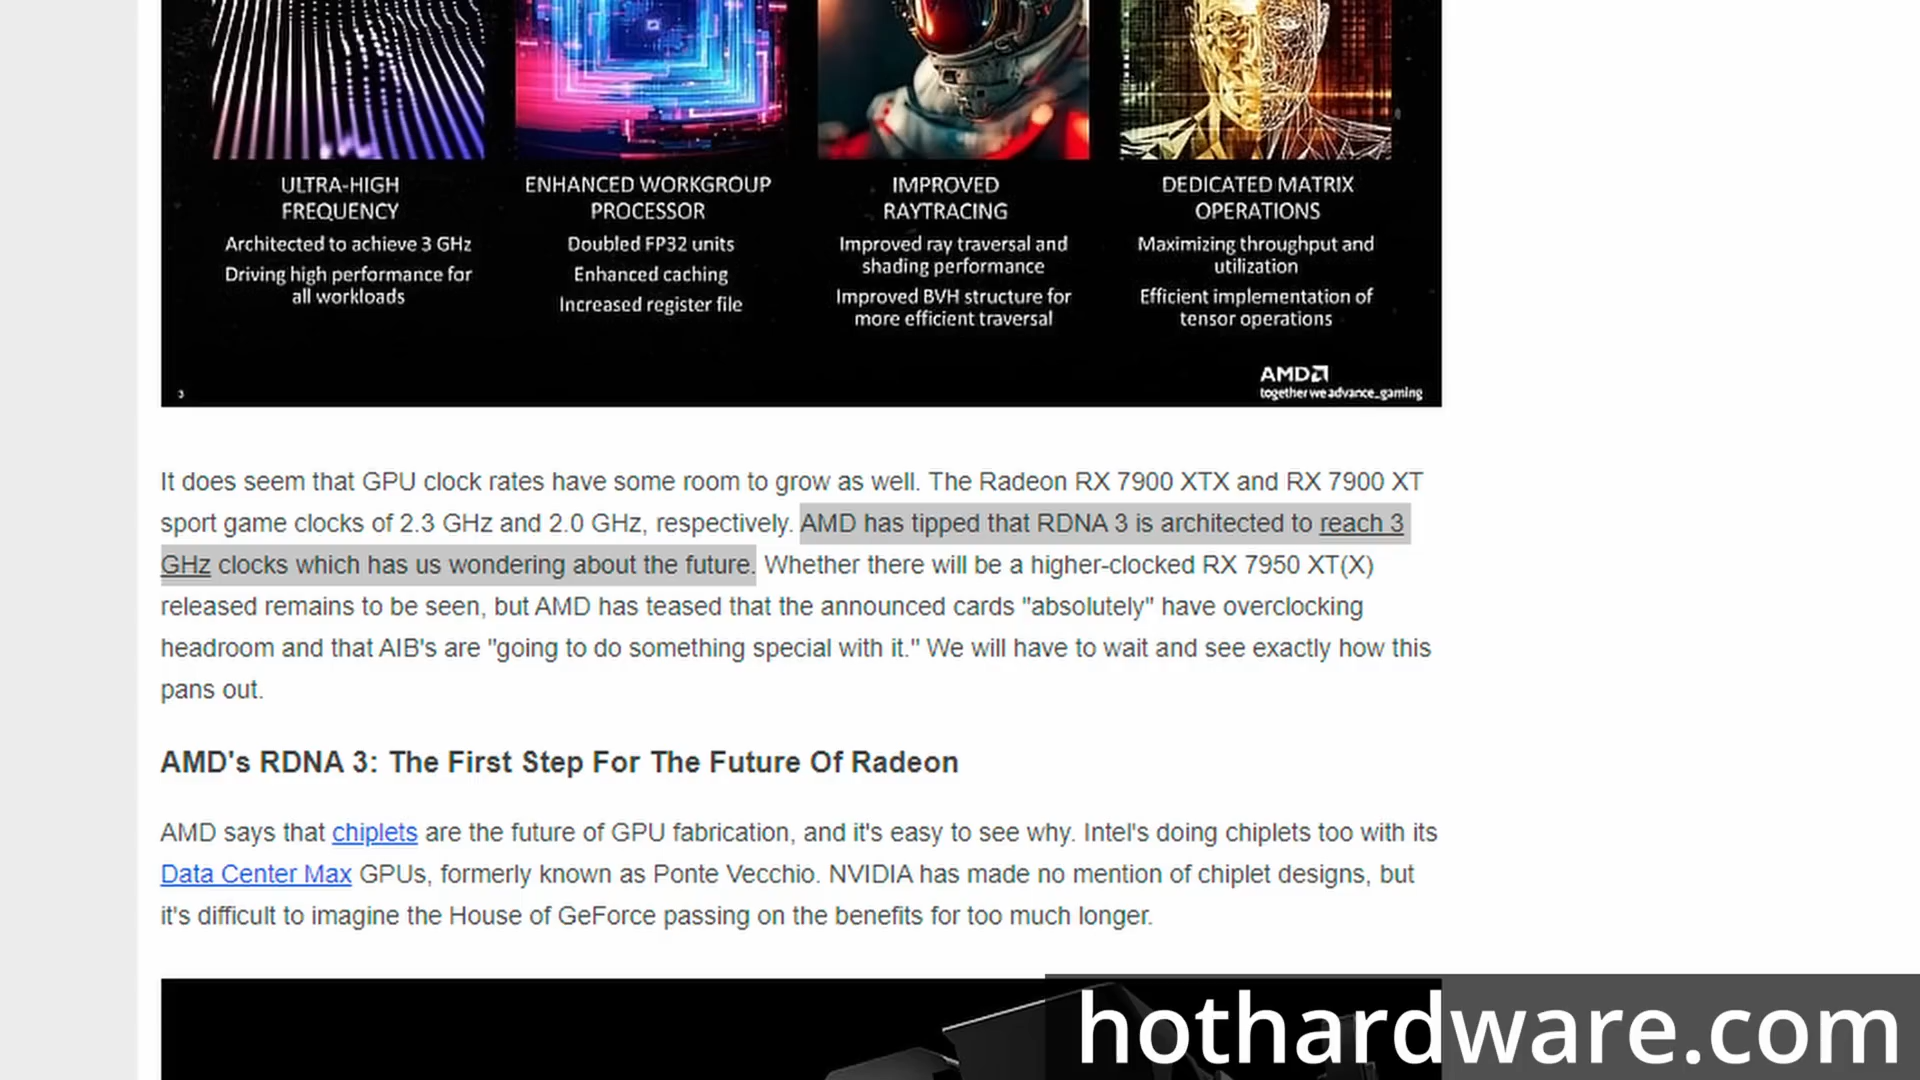 ULTRA-HIGH
FREQUENCY
Architected to achieve 3 GHz
Driving high performance for
all workloads
ENHANCED WORKGROUP
PROCESSOR
Doubled FP32 units
Enhanced caching
Increased register file
IMPROVED
RAYTRACING
Improved ray traversal and
shading performance
Improved BVH structure for
more efficient traversal
DEDICATED MATRIX
OPERATIONS
Maximizing throughput and
utilization
Efficient implementation of
tensor operations
3
AMD
together we advance_gaming
It does seem that GPU clock rates have some room to grow as well. The Radeon RX 7900 XTX and RX 7900 XT
sport game clocks of 2.3 GHz and 2.0 GHz, respectively. AMD has tipped that RDNA 3 is architected to reach 3
GHz clocks which has us wondering about the future. Whether there will be a higher-clocked RX 7950 XT(X)
released remains to be seen, but AMD has teased that the announced cards "absolutely" have overclocking
headroom and that AIB's are "going to do something special with it." We will have to wait and see exactly how this
pans out.
AMD's RDNA 3: The First Step For The Future Of Radeon
AMD says that chiplets are the future of GPU fabrication, and it's easy to see why. Intel's doing chiplets too with its
Data Center Max GPUs, formerly known as Ponte Vecchio. NVIDIA has made no mention of chiplet designs, but
it's difficult to imagine the House of GeForce passing on the benefits for too much longer.
hothardware.com